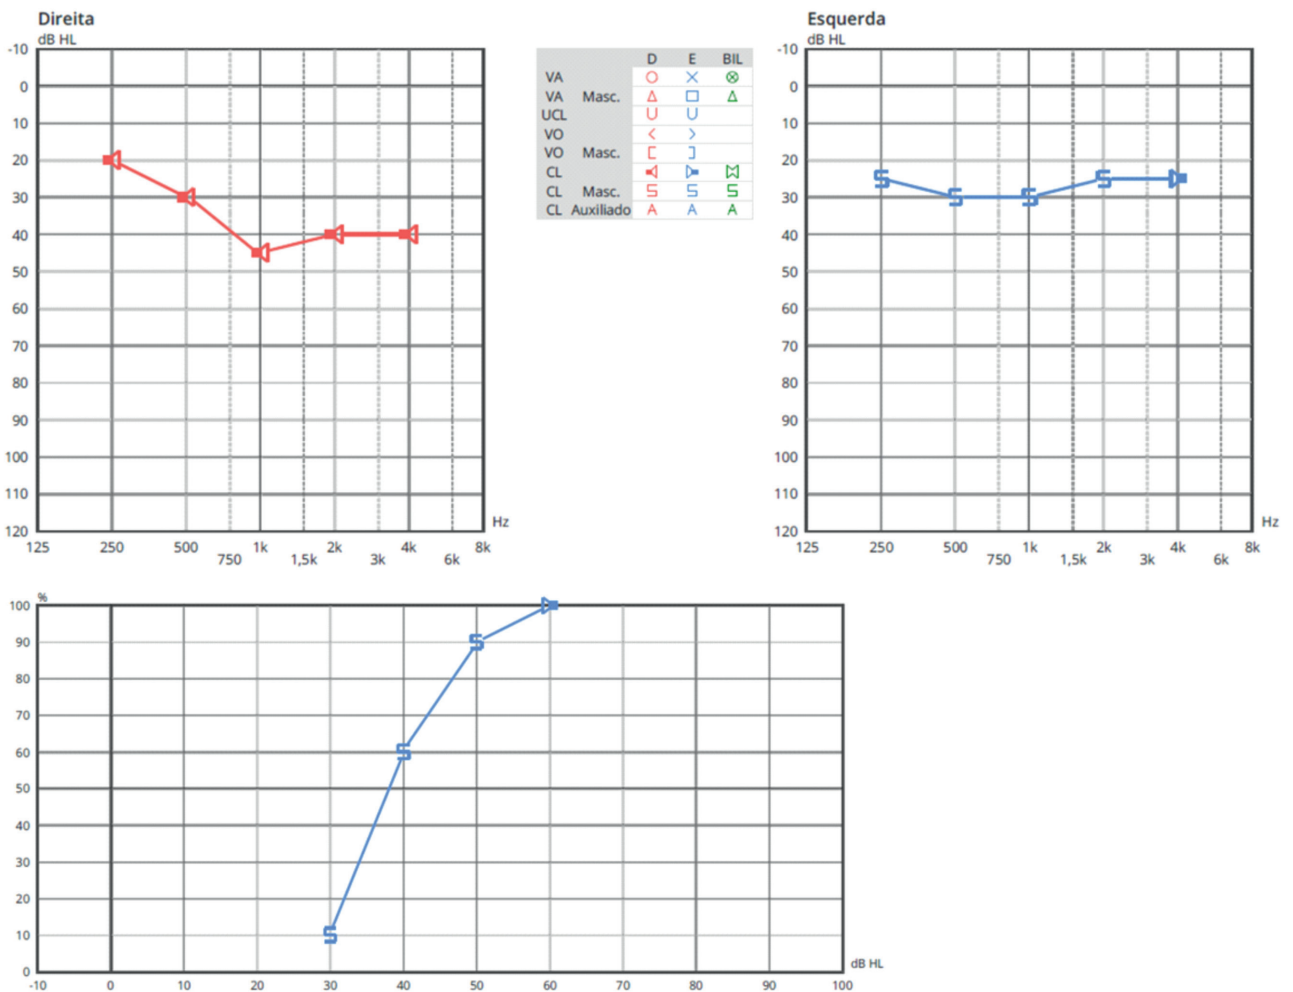 Direita
dB HL
-10
0
10
20
30
40
50
60
70
80
90
100
110
120
Hz
125 250 500 750 1k 1,5k 2k 3k 4k 6k 8k
D E BIL
VA
VA Masc.
UCL
VO
VO Masc.
CL
CL Masc.
CL Auxiliado A A A
Esquerda
dB HL
-10
0
10
20
30
40
50
60
70
80
90
100
110
120
Hz
125 250 500 750 1k 1,5k 2k 3k 4k 6k 8k
%
100
90
80
70
60
50
40
30
20
10
0
dB HL
-10 0 10 20 30 40 50 60 70 80 90 100